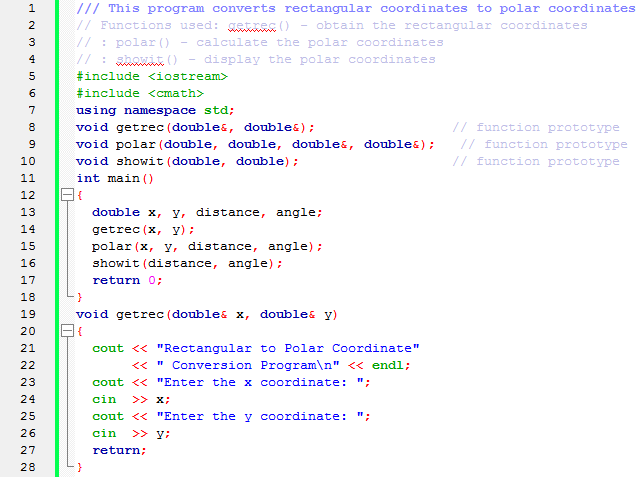 1 /// This program converts rectangular coordinates to polar coordinates
2 // Functions used: getrec() - obtain the rectangular coordinates
3 // : polar() - calculate the polar coordinates
4 // : showit() - display the polar coordinates
5 #include <iostream>
6 #include <cmath>
7 using namespace std;
8 void getrec(double&, double&); // function prototype
9 void polar(double, double, double&, double&); // function prototype
10 void showit(double, double); // function prototype
11 int main()
12 {
13 double x, y, distance, angle;
14 getrec(x, y);
15 polar(x, y, distance, angle);
16 showit(distance, angle);
17 return 0;
18 }
19 void getrec(double& x, double& y)
20 {
21 cout << "Rectangular to Polar Coordinate"
22 << " Conversion Program\n" << endl;
23 cout << "Enter the x coordinate: ";
24 cin >> x;
25 cout << "Enter the y coordinate: ";
26 cin >> y;
27 return;
28 }